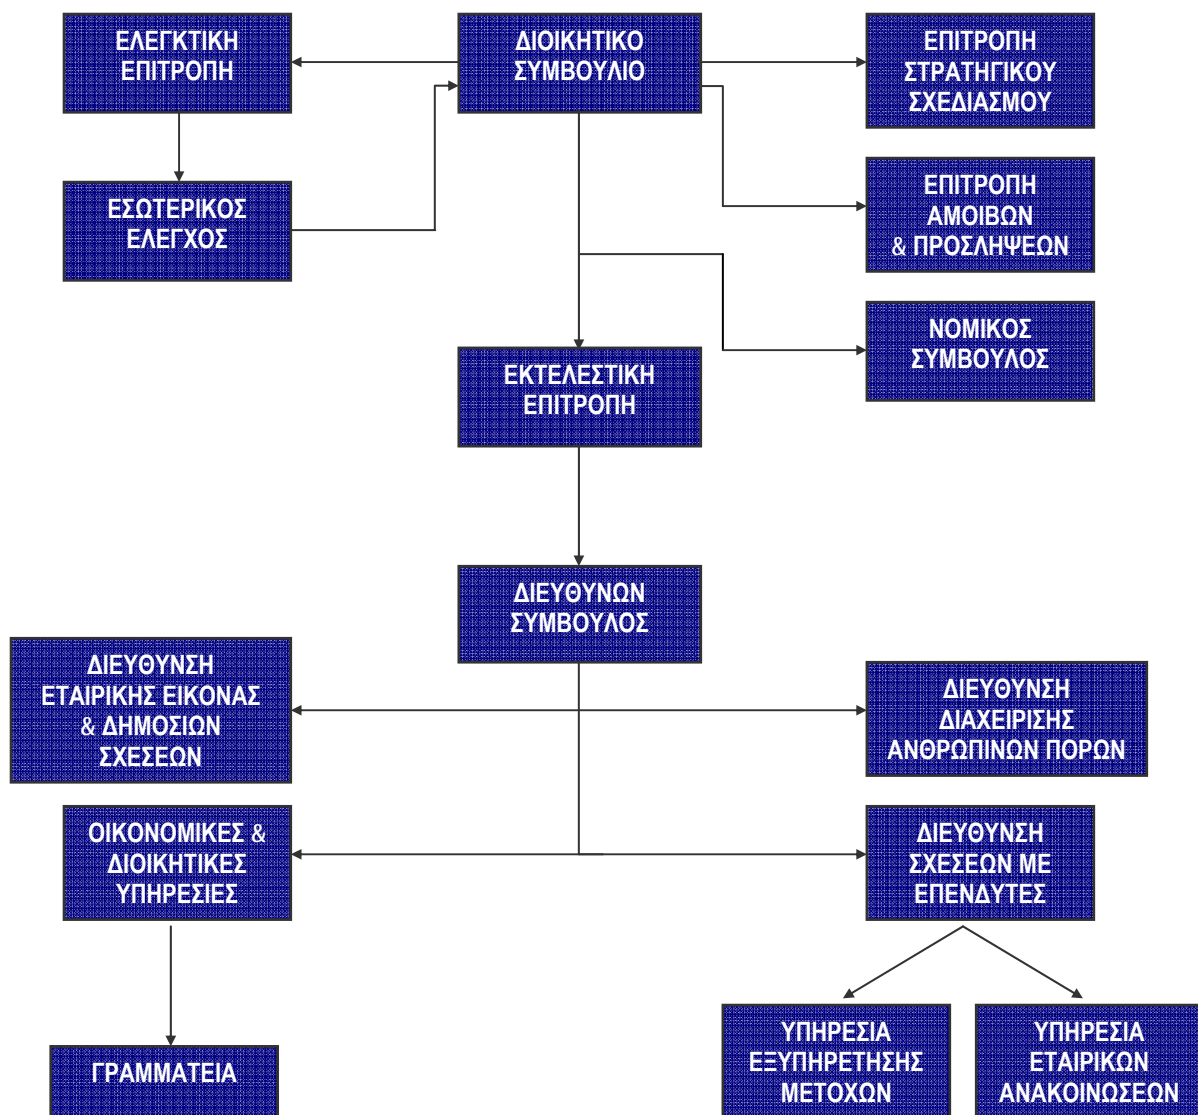 ΕΛΕΓΚΤΙΚΗ
ΕΠΙΤΡΟΠΗ
ΔΙΟΙΚΗΤΙΚΟ
ΣΥΜΒΟΥΛΙΟ
ΕΠΙΤΡΟΠΗ
ΣΤΡΑΤΗΓΙΚΟΥ
ΣΧΕΔΙΑΣΜΟΥ
ΕΣΩΤΕΡΙΚΟΣ
ΕΛΕΓΧΟΣ
ΕΠΙΤΡΟΠΗ
ΑΜΟΙΒΩΝ
& ΠΡΟΣΛΗΨΕΩΝ
ΝΟΜΙΚΟΣ
ΣΥΜΒΟΥΛΟΣ
ΕΚΤΕΛΕΣΤΙΚΗ
ΕΠΙΤΡΟΠΗ
ΔΙΕΥΘΥΝΩΝ
ΣΥΜΒΟΥΛΟΣ
ΔΙΕΥΘΥΝΣΗ
ΕΤΑΙΡΙΚΗΣ ΕΙΚΟΝΑΣ
& ΔΗΜΟΣΙΩΝ
ΣΧΕΣΕΩΝ
ΔΙΕΥΘΥΝΣΗ
ΔΙΑΧΕΙΡΙΣΗΣ
ΑΝΘΡΩΠΙΝΩΝ ΠΟΡΩΝ
ΟΙΚΟΝΟΜΙΚΕΣ &
ΔΙΟΙΚΗΤΙΚΕΣ
ΥΠΗΡΕΣΙΕΣ
ΔΙΕΥΘΥΝΣΗ
ΣΧΕΣΕΩΝ ΜΕ
ΕΠΕΝΔΥΤΕΣ
ΓΡΑΜΜΑΤΕΙΑ
ΥΠΗΡΕΣΙΑ
ΕΞΥΠΗΡΕΤΗΣΗΣ
ΜΕΤΟΧΩΝ
ΥΠΗΡΕΣΙΑ
ΕΤΑΙΡΙΚΩΝ
ΑΝΑΚΟΙΝΩΣΕΩΝ